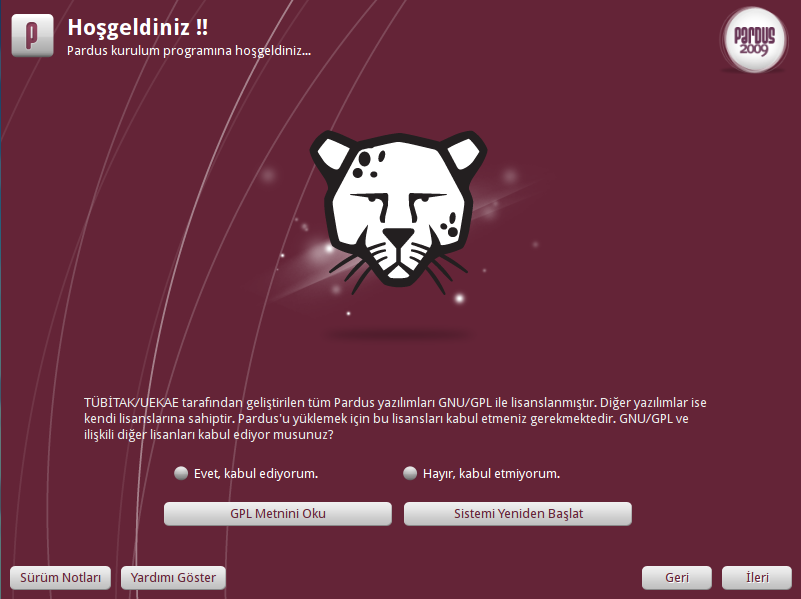 Hoşgeldiniz !!
Pardus kurulum programına hoşgeldiniz...
PARDUS
2009
TÜBİTAK/UEKAE tarafından geliştirilen tüm Pardus yazılımları GNU/GPL ile lisanslanmıştır. Diğer yazılımlar ise
kendi lisanslarına sahiptir. Pardus'u yüklemek için bu lisansları kabul etmeniz gerekmektedir. GNU/GPL ve
ilişkili diğer lisanları kabul ediyor musunuz?
Evet, kabul ediyorum.
Hayır, kabul etmiyorum.
GPL Metnini Oku
Sistemi Yeniden Başlat
Sürüm Notları
Yardımı Göster
Geri
İleri